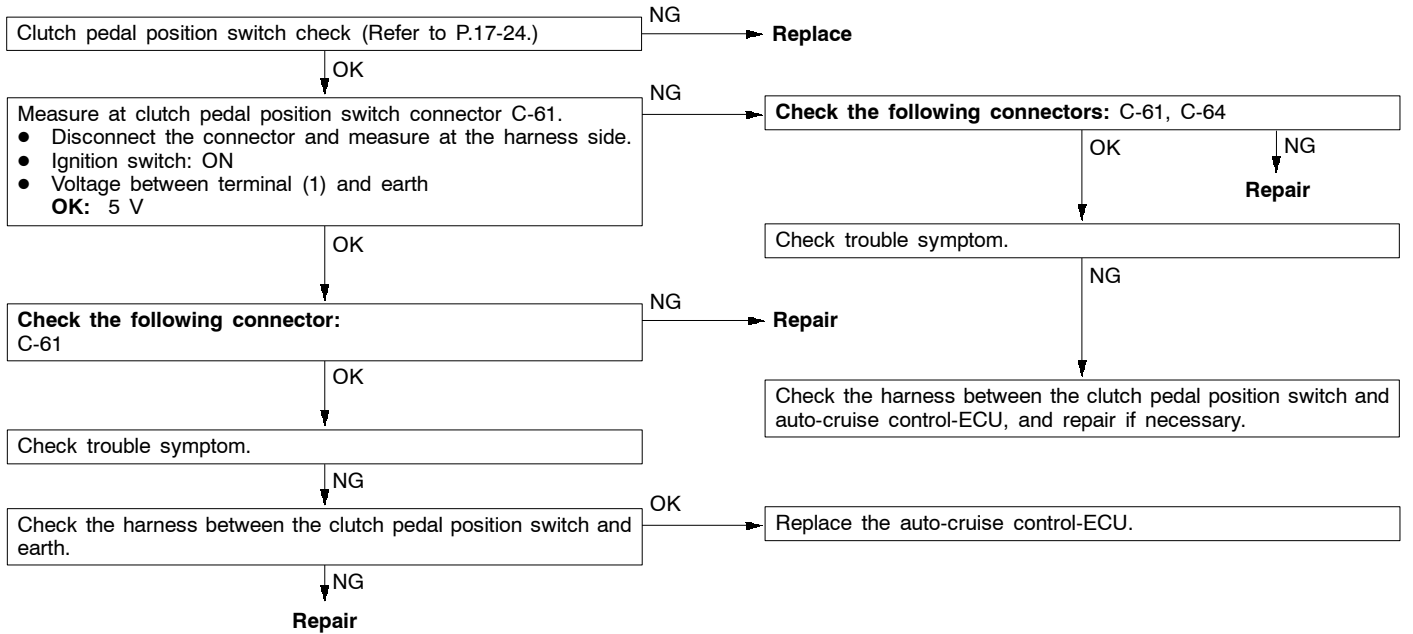 Clutch pedal position switch check (Refer to P.17-24.)
NG
Replace
OK
Measure at clutch pedal position switch connector C-61.
● Disconnect the connector and measure at the harness side.
● Ignition switch: ON
● Voltage between terminal (1) and earth
OK: 5 V
NG
Check the following connectors: C-61, C-64
OK
NG
Repair
Check trouble symptom.
NG
Check the harness between the clutch pedal position switch and
auto-cruise control-ECU, and repair if necessary.
OK
Check the following connector:
C-61
NG
Repair
OK
Check trouble symptom.
NG
Check the harness between the clutch pedal position switch and
earth.
OK
Replace the auto-cruise control-ECU.
NG
Repair